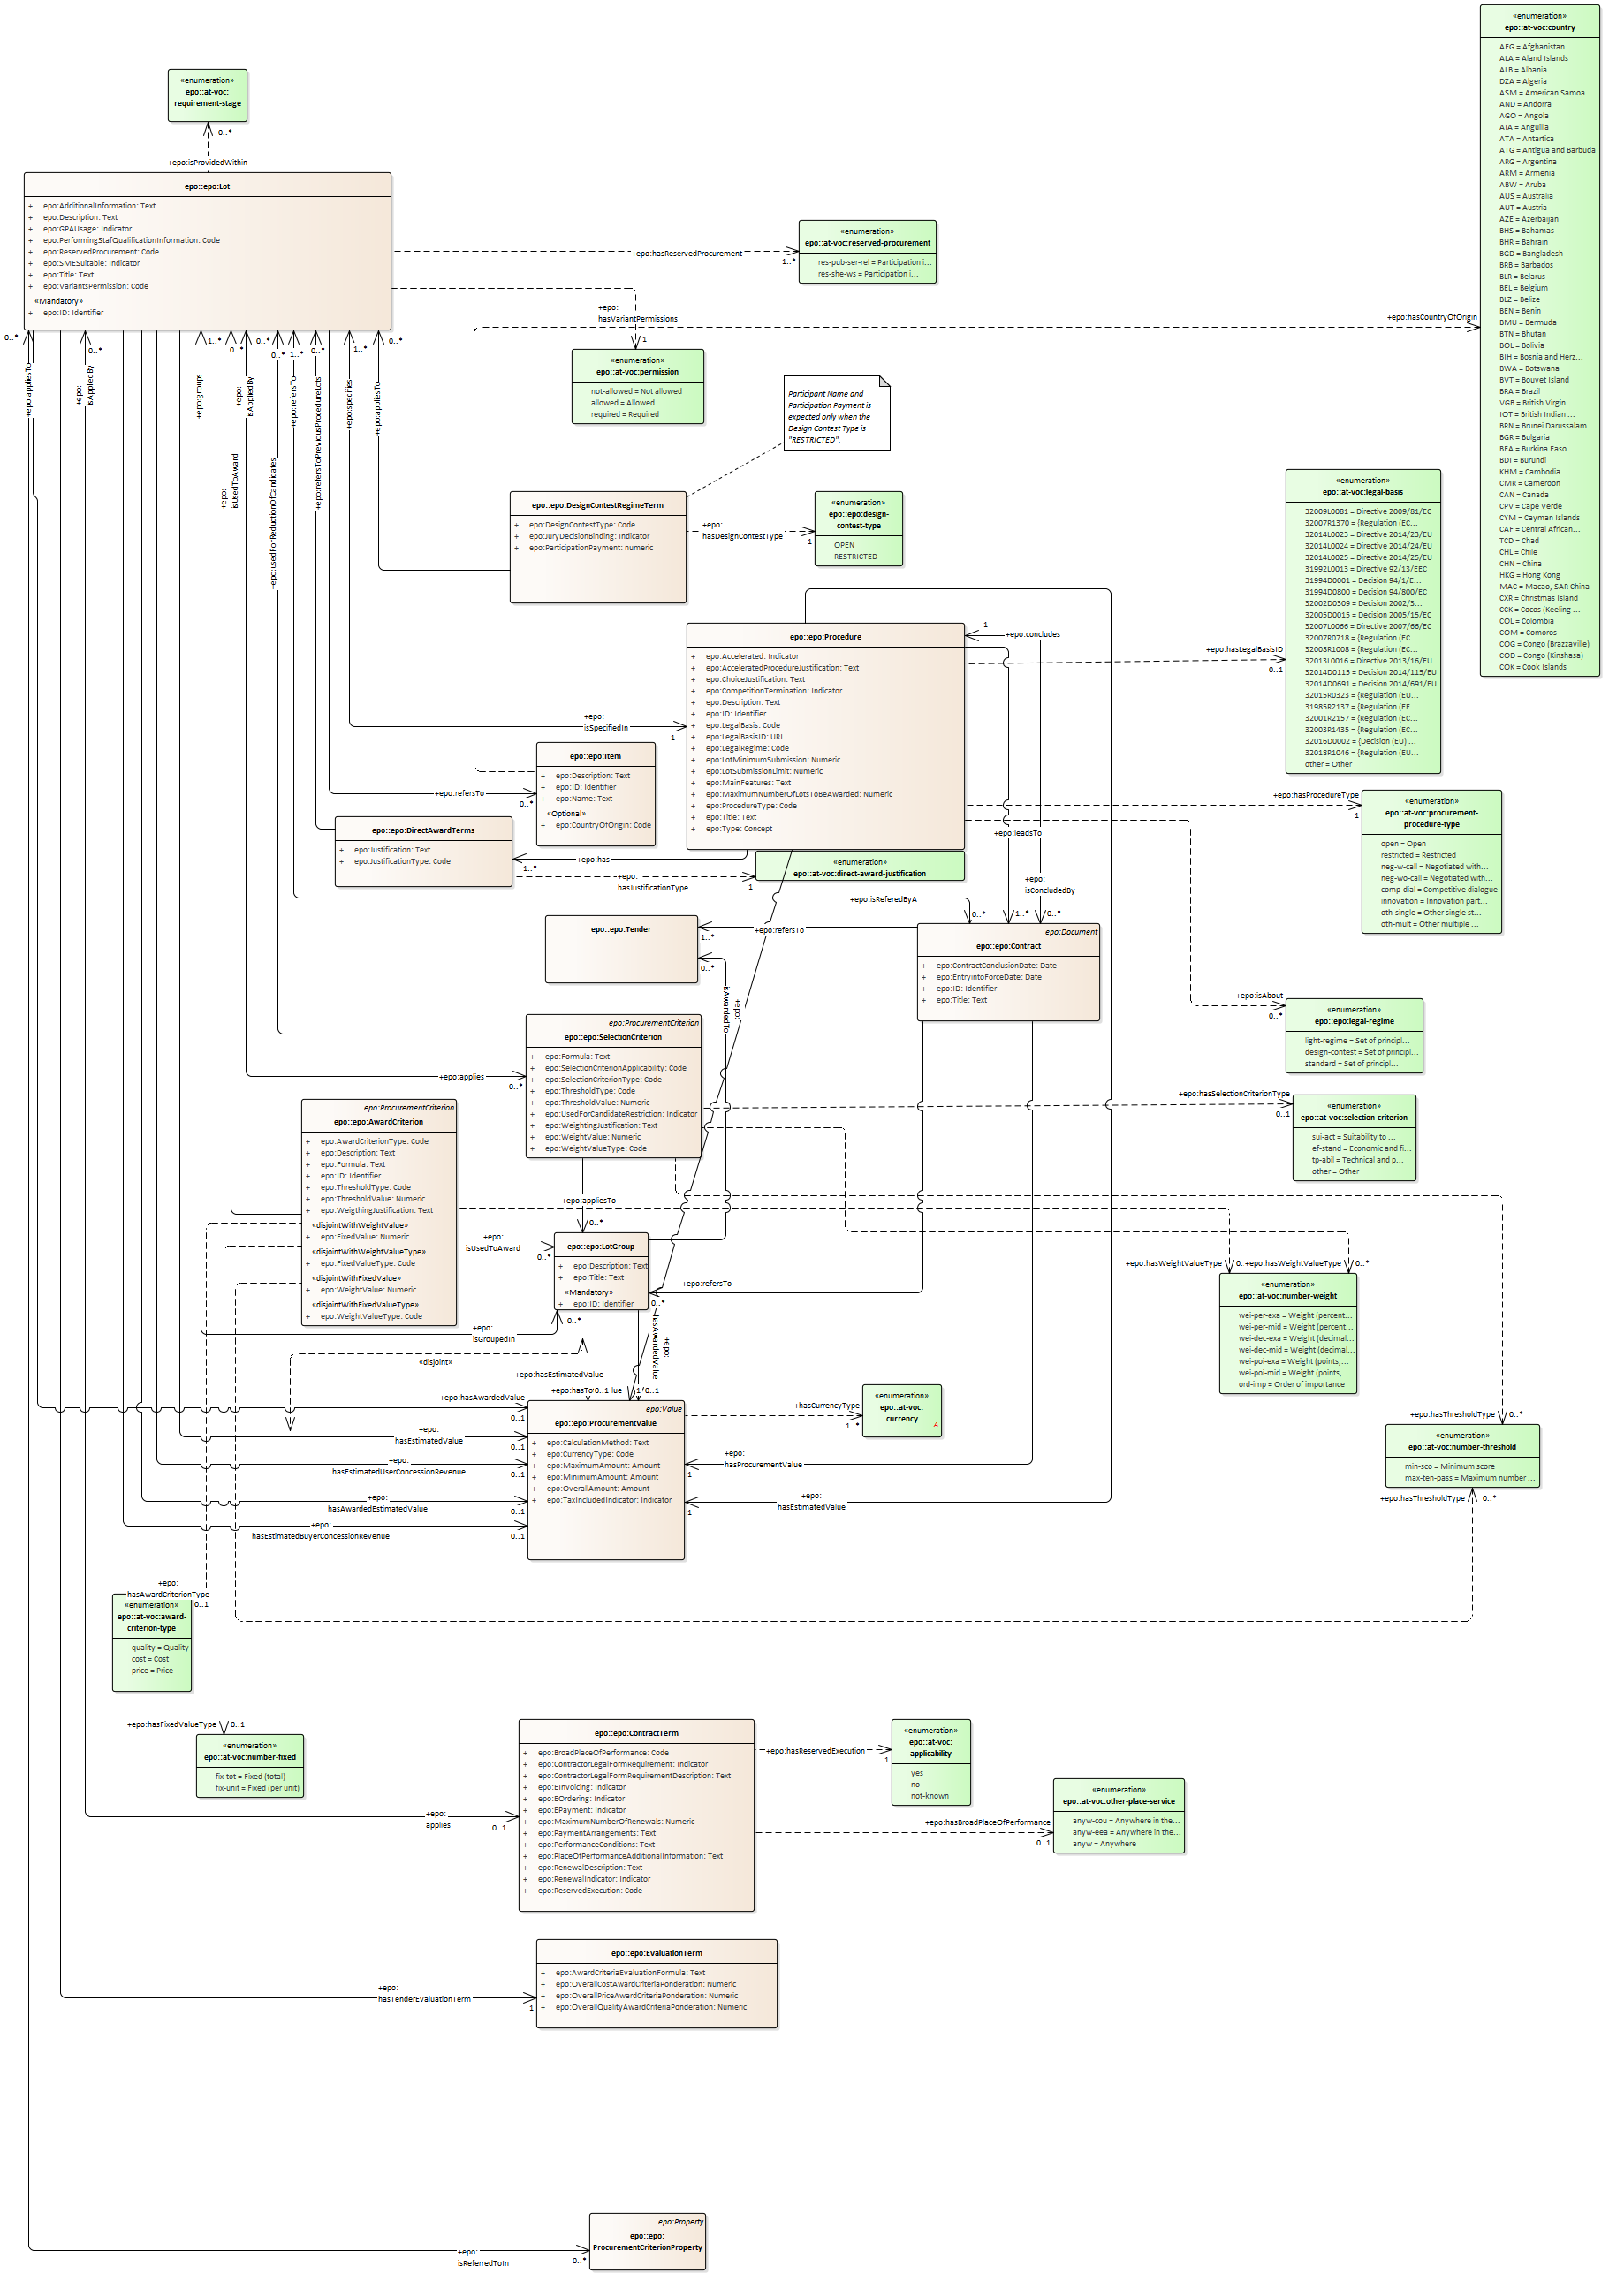 «enumeration»
epo::at-voc:country
AFG = Afghanistan
ALA = Aland Islands
ALB = Albania
DZA = Algeria
ASM = American Samoa
AND = Andorra
AGO = Angola
AIA = Anguilla
ATA = Antartica
ATG = Antigua and Barbuda
ARG = Argentina
ARM = Armenia
ABW = Aruba
AUS = Australia
AUT = Austria
AZE = Azerbaijan
BHS = Bahamas
BHR = Bahrain
BGD = Bangladesh
BRB = Barbados
BLR = Belarus
BEL = Belgium
BLZ = Belize
BEN = Benin
BMU = Bermuda
BTN = Bhutan
BOL = Bolivia
BIH = Bosnia and Herz...
BWA = Botswana
BVT = Bouvet Island
BRA = Brazil
VGB = British Virgin ...
IOT = British Indian ...
BRN = Brunei Darussalam
BGR = Bulgaria
BFA = Burkina Faso
BDI = Burundi
KHM = Cambodia
CMR = Cameroon
CAN = Canada
CPV = Cape Verde
CYM = Cayman Islands
CAF = Central African...
TCD = Chad
CHL = Chile
CHN = China
HKG = Hong Kong
MAC = Macao, SAR China
CXR = Christmas Island
CCK = Cocos (Keeling ...
COL = Colombia
COM = Comoros
COG = Congo (Brazzaville)
COD = Congo (Kinshasa)
COK = Cook Islands
«enumeration»
epo::at-voc:
requirement-stage
0..*
+epo:isProvidedWithin
epo::epo:Lot
+ epo:AdditionalInformation: Text
+ epo:Description: Text
+ epo:GPAUsage: Indicator
+ epo:PerformingStafQualificationInformation: Code
+ epo:ReservedProcurement: Code
+ epo:SMESuitable: Indicator
+ epo:Title: Text
+ epo:VariantsPermission: Code
«Mandatory»
+ epo:ID: Identifier
+epo:hasReservedProcurement
1..*
«enumeration»
epo::at-voc:reserved-procurement
res-pub-ser-rel = Participation i...
res-she-ws = Participation i...
+epo:
hasVariantPermissions
1
+epo:hasCountryOfOrigin
«enumeration»
epo::at-voc:permission
not-allowed = Not allowed
allowed = Allowed
required = Required
0..*
+epo:appliesTo
0..*
+epo:
isAppliedBy
1..*
+epo:groups
0..*
+epo:
isUsedToAward
0..*
+epo:
isAppliedBy
0..*
+epo:usedForReductionOfCandidates
1..*
+epo:refersTo
0..*
+epo:refersToPreviousProcedureLots
1..*
+epo:specifies
0..*
+epo:appliesTo
Participant Name and
Participation Payment is
expected only when the
Design Contest Type is
"RESTRICTED".
epo::epo:DesignContestRegimeTerm
+ epo:DesignContestType: Code
+ epo:JuryDecisionBinding: Indicator
+ epo:ParticipationPayment: numeric
+epo:
hasDesignContestType
1
«enumeration»
epo::epo:design-
contest-type
OPEN
RESTRICTED
«enumeration»
epo::at-voc:legal-basis
32009L0081 = Directive 2009/81/EC
32007R1370 = (Regulation (EC...
32014L0023 = Directive 2014/23/EU
32014L0024 = Directive 2014/24/EU
32014L0025 = Directive 2014/25/EU
31992L0013 = Directive 92/13/EEC
31994D0001 = Decision 94/1/E...
31994D0800 = Decision 94/800/EC
32002D0309 = Decision 2002/3...
32005D0015 = Decision 2005/15/EC
32007L0066 = Directive 2007/66/EC
32007R0718 = (Regulation (EC...
32008R1008 = (Regulation (EC...
32013L0016 = Directive 2013/16/EU
32014D0115 = Decision 2014/115/EU
32014D0691 = Decision 2014/691/EU
32015R0323 = (Regulation (EU...
31985R2137 = (Regulation (EE...
32001R2157 = (Regulation (EC...
32003R1435 = (Regulation (EC...
32016D0002 = (Decision (EU) ...
32018R1046 = (Regulation (EU...
other = Other
epo::epo:Procedure
+ epo:Accelerated: Indicator
+ epo:AcceleratedProcedureJustification: Text
+ epo:ChoiceJustification: Text
+ epo:CompetitionTermination: Indicator
+ epo:Description: Text
+ epo:ID: Identifier
+ epo:LegalBasis: Code
+ epo:LegalBasisID: URI
+ epo:LegalRegime: Code
+ epo:LotMinimumSubmission: Numeric
+ epo:LotSubmissionLimit: Numeric
+ epo:MainFeatures: Text
+ epo:MaximumNumberOfLotsToBeAwarded: Numeric
+ epo:ProcedureType: Code
+ epo:Title: Text
+ epo:Type: Concept
1
+epo:concludes
+epo:hasLegalBasisID
0..1
+epo:
isSpecifiedIn
1
epo::epo:Item
+ epo:Description: Text
+ epo:ID: Identifier
+ epo:Name: Text
«Optional»
+ epo:CountryOfOrigin: Code
+epo:refersTo
0..*
+epo:hasProcedureType
1
«enumeration»
epo::at-voc:procurement-
procedure-type
open = Open
restricted = Restricted
neg-w-call = Negotiated with...
neg-wo-call = Negotiated with...
comp-dial = Competitive dialogue
innovation = Innovation part...
oth-single = Other single st...
oth-mult = Other multiple ...
epo::epo:DirectAwardTerms
+ epo:Justification: Text
+ epo:JustificationType: Code
+epo:has
1..*
+epo:
hasJustificationType
1
«enumeration»
epo::at-voc:direct-award-justification
+epo:leadsTo
+epo:
isConcludedBy
+epo:isReferedByA
0..*
1..*
0..*
epo::epo:Tender
1..*
+epo:refersTo
0..*
+epo:
isAwardedTo
epo:Document
epo::epo:Contract
+ epo:ContractConclusionDate: Date
+ epo:EntryintoForceDate: Date
+ epo:ID: Identifier
+ epo:Title: Text
+epo:isAbout
0..*
«enumeration»
epo::epo:legal-regime
light-regime = Set of principl...
design-contest = Set of principl...
standard = Set of principl...
epo:ProcurementCriterion
epo::epo:SelectionCriterion
+ epo:Formula: Text
+ epo:SelectionCriterionApplicability: Code
+ epo:SelectionCriterionType: Code
+ epo:ThresholdType: Code
+ epo:ThresholdValue: Numeric
+ epo:UsedForCandidateRestriction: Indicator
+ epo:WeightingJustification: Text
+ epo:WeightValue: Numeric
+ epo:WeightValueType: Code
+epo:applies
0..*
+epo:hasSelectionCriterionType
0..1
«enumeration»
epo::at-voc:selection-criterion
sui-act = Suitability to ...
ef-stand = Economic and fi...
tp-abil = Technical and p...
other = Other
epo:ProcurementCriterion
epo::epo:AwardCriterion
+ epo:AwardCriterionType: Code
+ epo:Description: Text
+ epo:Formula: Text
+ epo:ID: Identifier
+ epo:ThresholdType: Code
+ epo:ThresholdValue: Numeric
+ epo:WeigthingJustification: Text
«disjointWithWeightValue»
+ epo:FixedValue: Numeric
«disjointWithWeightValueType»
+ epo:FixedValueType: Code
«disjointWithFixedValue»
+ epo:WeightValue: Numeric
«disjointWithFixedValueType»
+ epo:WeightValueType: Code
+epo:appliesTo
0..*
+epo:
isUsedToAward
0..*
epo::epo:LotGroup
+ epo:Description: Text
+ epo:Title: Text
«Mandatory»
+ epo:ID: Identifier
+epo:refersTo
0..*
+epo:hasWeightValueType
0..
+epo:hasWeightValueType
0..*
«enumeration»
epo::at-voc:number-weight
wei-per-exa = Weight (percent...
wei-per-mid = Weight (percent...
wei-dec-exa = Weight (decimal...
wei-dec-mid = Weight (decimal...
wei-poi-exa = Weight (points,...
wei-poi-mid = Weight (points,...
ord-imp = Order of importance
+epo:
isGroupedIn
0..*
«disjoint»
+epo:hasEstimatedValue
+epo:
hasAwardedValue
+epo:hasTo
0..1
lue
1
0..1
+epo:hasAwardedValue
0..1
+epo:
hasEstimatedValue
0..1
+epo:
hasEstimatedUserConcessionRevenue
0..1
+epo:
hasAwardedEstimatedValue
0..1
+epo:
hasEstimatedBuyerConcessionRevenue
0..1
epo:Value
epo::epo:ProcurementValue
+ epo:CalculationMethod: Text
+ epo:CurrencyType: Code
+ epo:MaximumAmount: Amount
+ epo:MinimumAmount: Amount
+ epo:OverallAmount: Amount
+ epo:TaxIncludedIndicator: Indicator
+hasCurrencyType
1..*
«enumeration»
epo::at-voc:
currency
A
+epo:
hasProcurementValue
1
+epo:
hasEstimatedValue
1
+epo:hasThresholdType
0..*
«enumeration»
epo::at-voc:number-threshold
min-sco = Minimum score
max-ten-pass = Maximum number ...
+epo:hasThresholdType
0..*
+epo:
hasAwardCriterionType
0..1
«enumeration»
epo::at-voc:award-
criterion-type
quality = Quality
cost = Cost
price = Price
+epo:hasFixedValueType
0..1
«enumeration»
epo::at-voc:number-fixed
fix-tot = Fixed (total)
fix-unit = Fixed (per unit)
epo::epo:ContractTerm
+ epo:BroadPlaceOfPerformance: Code
+ epo:ContractorLegalFormRequirement: Indicator
+ epo:ContractorLegalFormRequirementDescription: Text
+ epo:EInvoicing: Indicator
+ epo:EOrdering: Indicator
+ epo:EPayment: Indicator
+ epo:MaximumNumberOfRenewals: Numeric
+ epo:PaymentArrangements: Text
+ epo:PerformanceConditions: Text
+ epo:PlaceOfPerformanceAdditionalInformation: Text
+ epo:RenewalDescription: Text
+ epo:RenewalIndicator: Indicator
+ epo:ReservedExecution: Code
+epo:
applies
0..1
+epo:hasReservedExecution
1
«enumeration»
epo::at-voc:
applicability
yes
no
not-known
+epo:hasBroadPlaceOfPerformance
0..1
«enumeration»
epo::at-voc:other-place-service
anyw-cou = Anywhere in the...
anyw-eea = Anywhere in the...
anyw = Anywhere
epo::epo:EvaluationTerm
+ epo:AwardCriteriaEvaluationFormula: Text
+ epo:OverallCostAwardCriteriaPonderation: Numeric
+ epo:OverallPriceAwardCriteriaPonderation: Numeric
+ epo:OverallQualityAwardCriteriaPonderation: Numeric
+epo:
hasTenderEvaluationTerm
1
epo:Property
epo::epo:
ProcurementCriterionProperty
+epo:
isReferredToIn
0..*